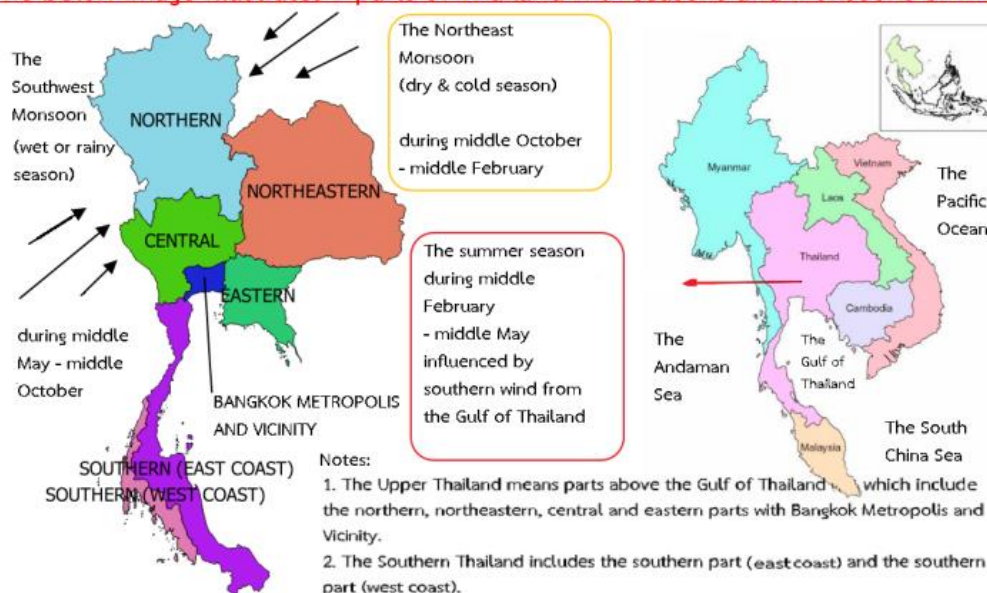 The
Southwest
Monsoon
(wet or rainy
season)
during middle
May - middle
October
NORTHERN
NORTHEASTERN
CENTRAL
EASTERN
BANGKOK METROPOLIS
AND VICINITY
SOUTHERN (EAST COAST)
SOUTHERN (WEST COAST)
The Northeast
Monsoon
(dry & cold season)
during middle October
- middle February
The summer season
during middle
February
- middle May
influenced by
southern wind from
the Gulf of Thailand
Myanmar
Vietnam
Laos
Thailand
Cambodia
Malaysia
The
Pacific
Ocean
The
Andaman
Sea
The
Gulf of
Thailand
The South
China Sea
Notes:
1. The Upper Thailand means parts above the Gulf of Thailand which include
the northern, northeastern, central and eastern parts with Bangkok Metropolis and
Vicinity.
2. The Southern Thailand includes the southern part (east coast) and the southern
part (west coast).